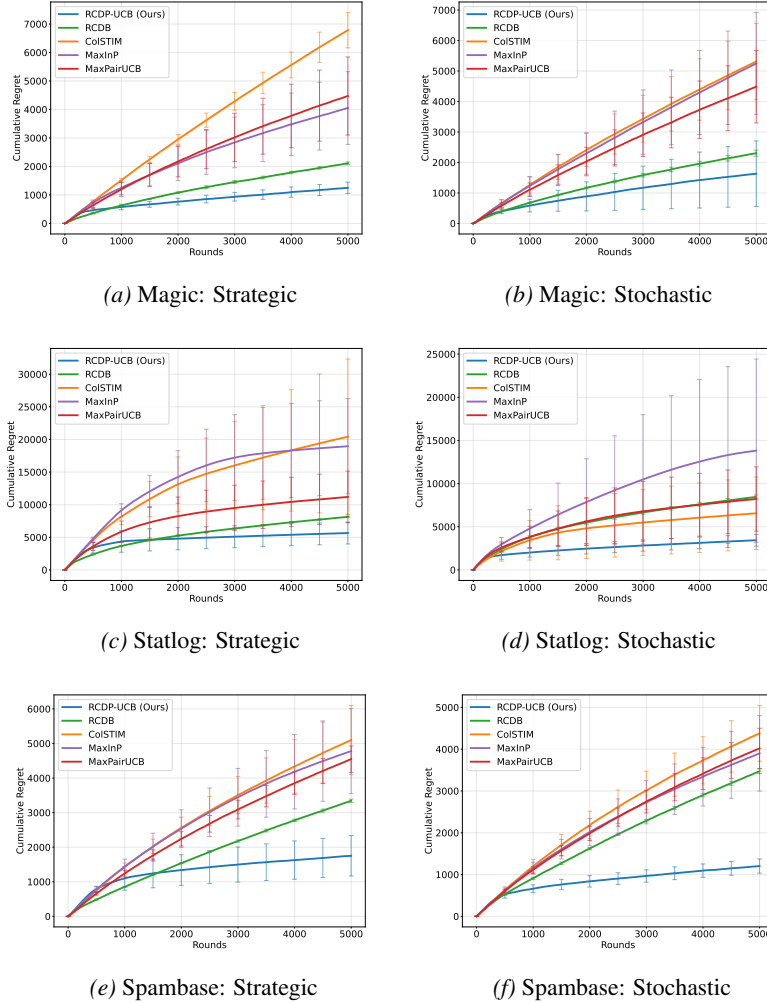 RCDP-UCB (Ours)
RCDB
ColSTIM
MaxInP
MaxPairUCB
Cumulative Regret
7000
6000
5000
4000
3000
2000
1000
0
0 1000 2000 3000 4000 5000
Rounds
(a) Magic: Strategic
RCDP-UCB (Ours)
RCDB
ColSTIM
MaxInP
MaxPairUCB
Cumulative Regret
7000
6000
5000
4000
3000
2000
1000
0
0 1000 2000 3000 4000 5000
Rounds
(b) Magic: Stochastic
RCDP-UCB (Ours)
RCDB
ColSTIM
MaxInP
MaxPairUCB
Cumulative Regret
30000
25000
20000
15000
10000
5000
0
0 1000 2000 3000 4000 5000
Rounds
(c) Statlog: Strategic
RCDP-UCB (Ours)
RCDB
ColSTIM
MaxInP
MaxPairUCB
Cumulative Regret
25000
20000
15000
10000
5000
0
0 1000 2000 3000 4000 5000
Rounds
(d) Statlog: Stochastic
RCDP-UCB (Ours)
RCDB
ColSTIM
MaxInP
MaxPairUCB
Cumulative Regret
6000
5000
4000
3000
2000
1000
0
0 1000 2000 3000 4000 5000
Rounds
(e) Spambase: Strategic
RCDP-UCB (Ours)
RCDB
ColSTIM
MaxInP
MaxPairUCB
Cumulative Regret
5000
4000
3000
2000
1000
0
0 1000 2000 3000 4000 5000
Rounds
(f) Spambase: Stochastic